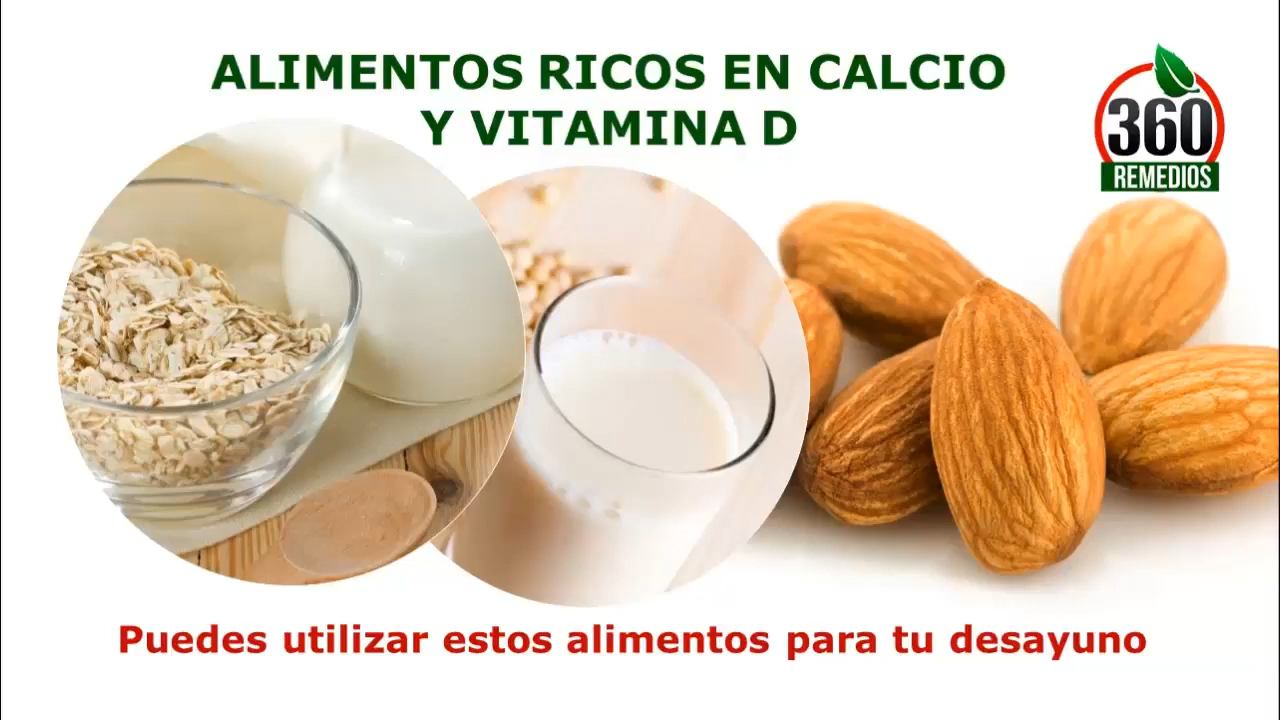 ALIMENTOS RICOS EN CALCIO
Y VITAMINA D
360
REMEDIOS
Puedes utilizar estos alimentos para tu desayuno